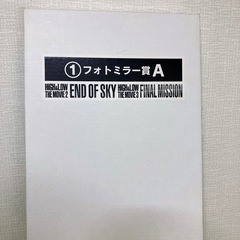 ①フォトミラー賞A
HiGH&LOW THE MOVIE 2 END OF SKY HiGH&LOW THE MOVIE 3 FINAL MISSION